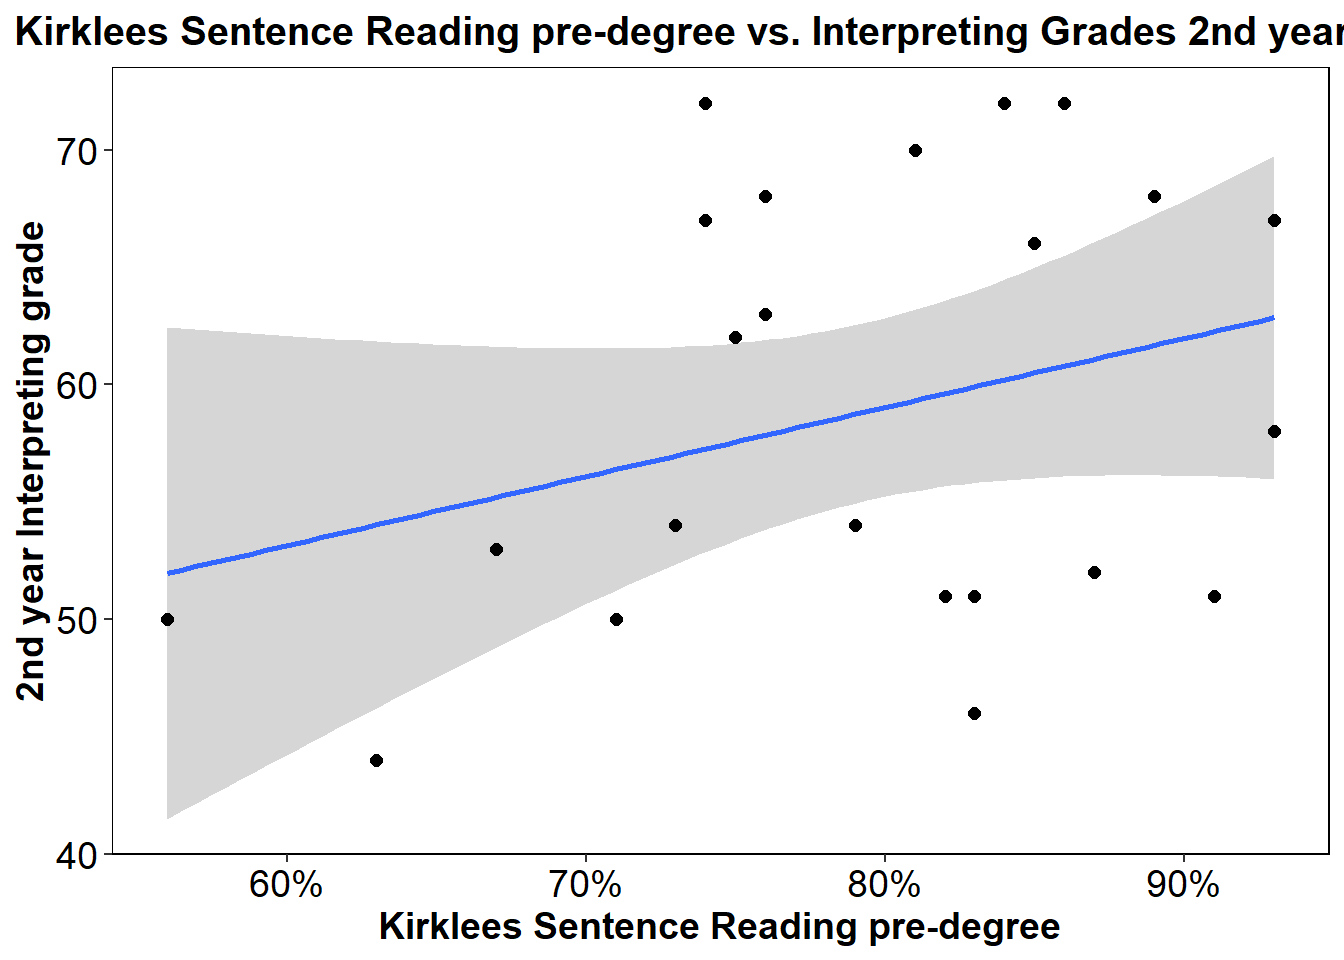 Kirklees Sentence Reading pre-degree vs. Interpreting Grades 2nd year
70
60
50
40
2nd year Interpreting grade
60% 70% 80% 90%
Kirklees Sentence Reading pre-degree